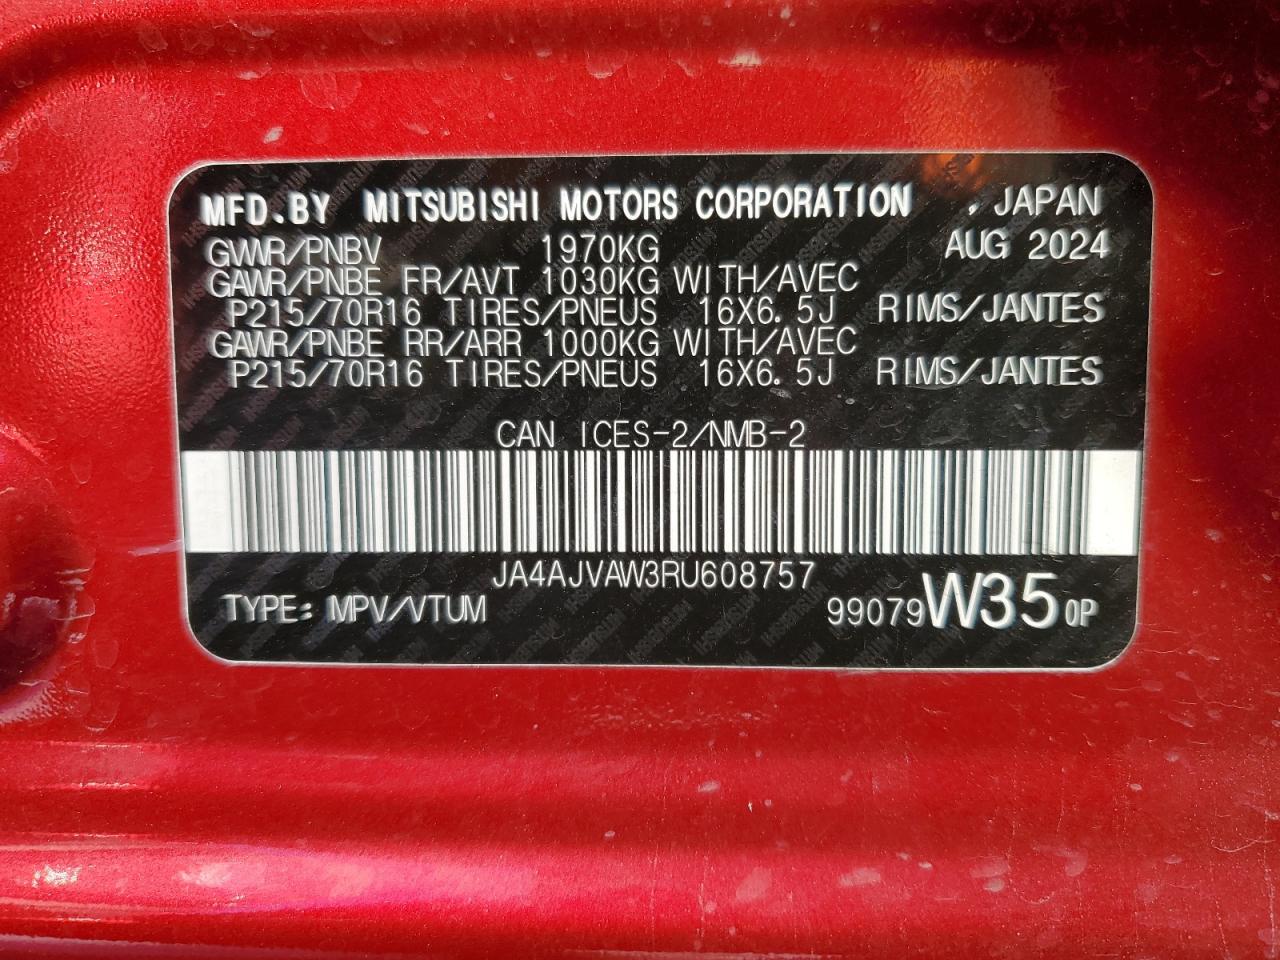 MFD.BY MITSUBISHI MOTORS CORPORATION , JAPAN
GVWR/PNBV 1970KG AUG 2024
GAWR/PNBE FR/AVT 1030KG WITH/AVEC
P215/70R16 TIRES/PNEUS 16X6.5J RIMS/JANTES
GAWR/PNBE RR/ARR 1000KG WITH/AVEC
P215/70R16 TIRES/PNEUS 16X6.5J RIMS/JANTES
CAN ICES-2/NMB-2
JA4AJVAW3RU608757
TYPE: MPV/VTUM 99079W35 0P